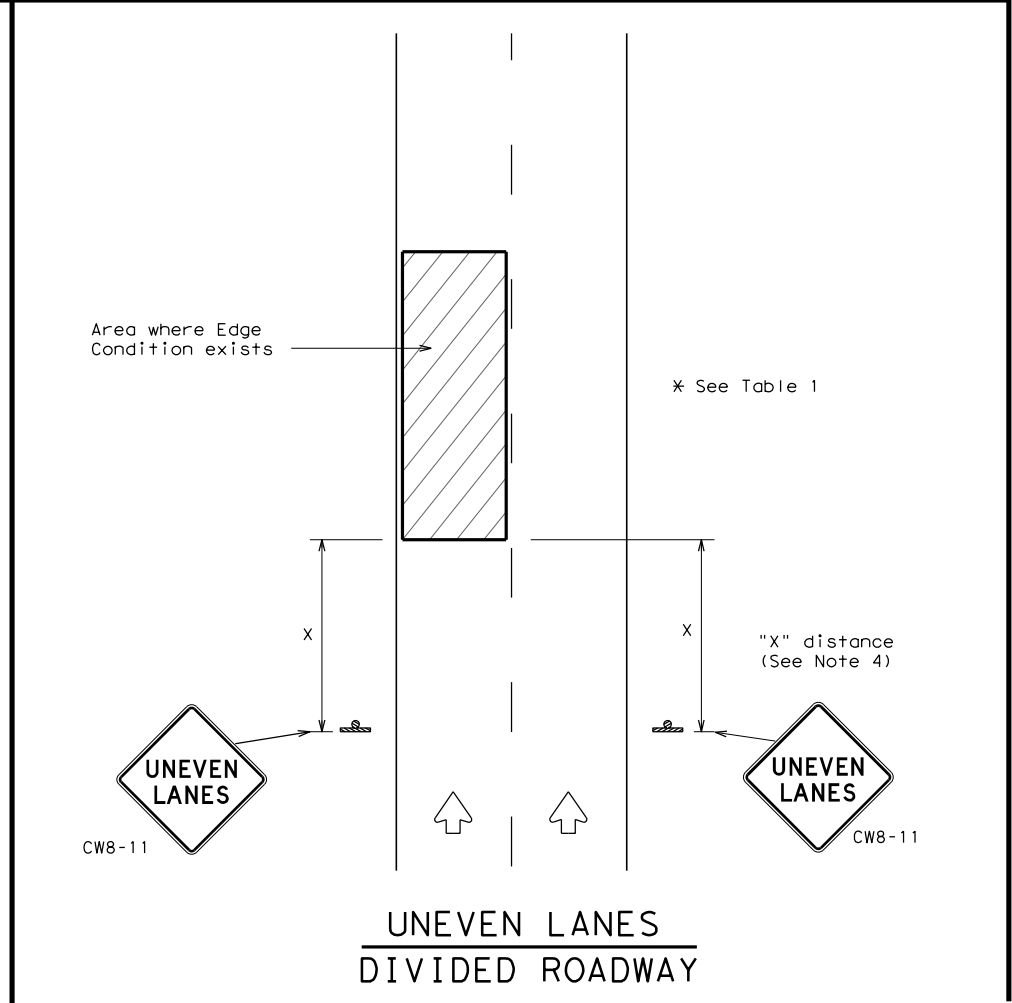 Area where Edge
Condition exists
* See Table 1
X
X
"X" distance
(See Note 4)
UNEVEN
LANES
CW8-11
UNEVEN
LANES
CW8-11
UNEVEN LANES
DIVIDED ROADWAY